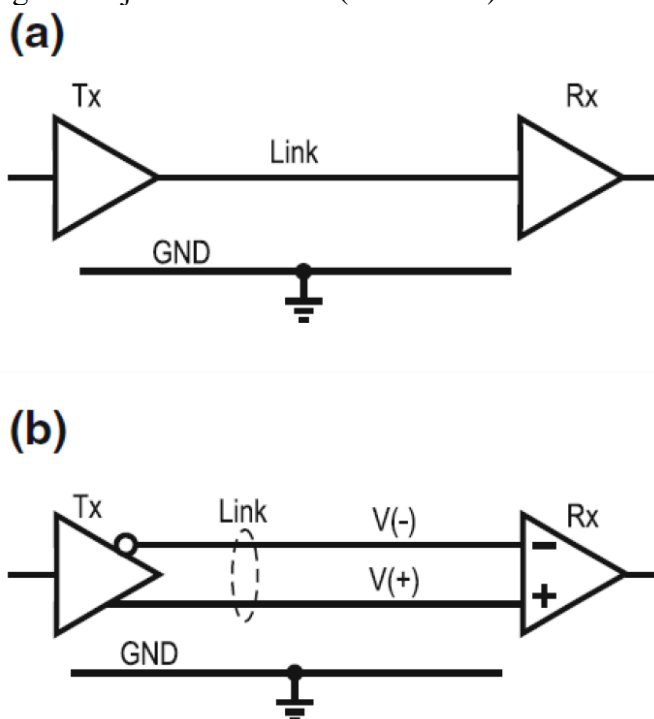 (a)
Tx
Rx
Link
GND
(b)
Tx
Link
V(-)
Rx
V(+)
−
+
GND